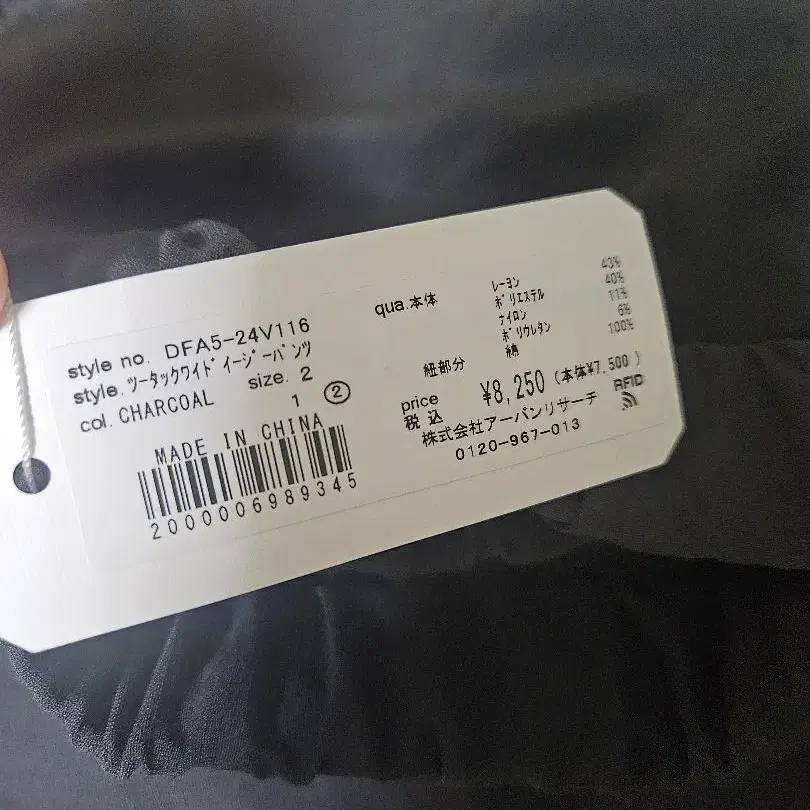 style no. DFA5-24V116
style.ツータックワイドイージーパンツ
col. CHARCOAL size. 2
1 ②
MADE IN CHINA
2000006989345
qua.本体 レーヨン 43%
ポリエステル 40%
ナイロン 11%
ポリウレタン 6%
紐部分 綿 100%
price
税込 ¥8,250 (本体¥7,500)
株式会社アーバンリサーチ
0120-967-013
RFID